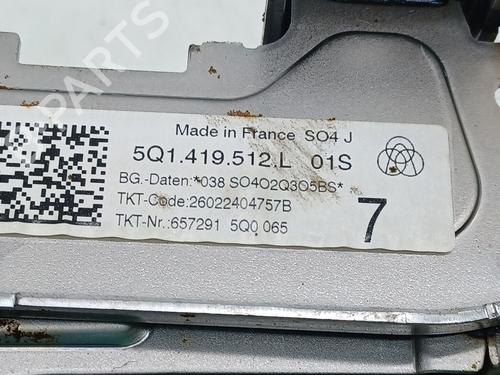 PARTS
Made in France SO4 J
5Q1.419.512.L 01S
BG.-Daten:*038 SO4O2Q3O5BS*
TKT-Code:26022404757B
TKT-Nr.:657291 5Q0 065
7